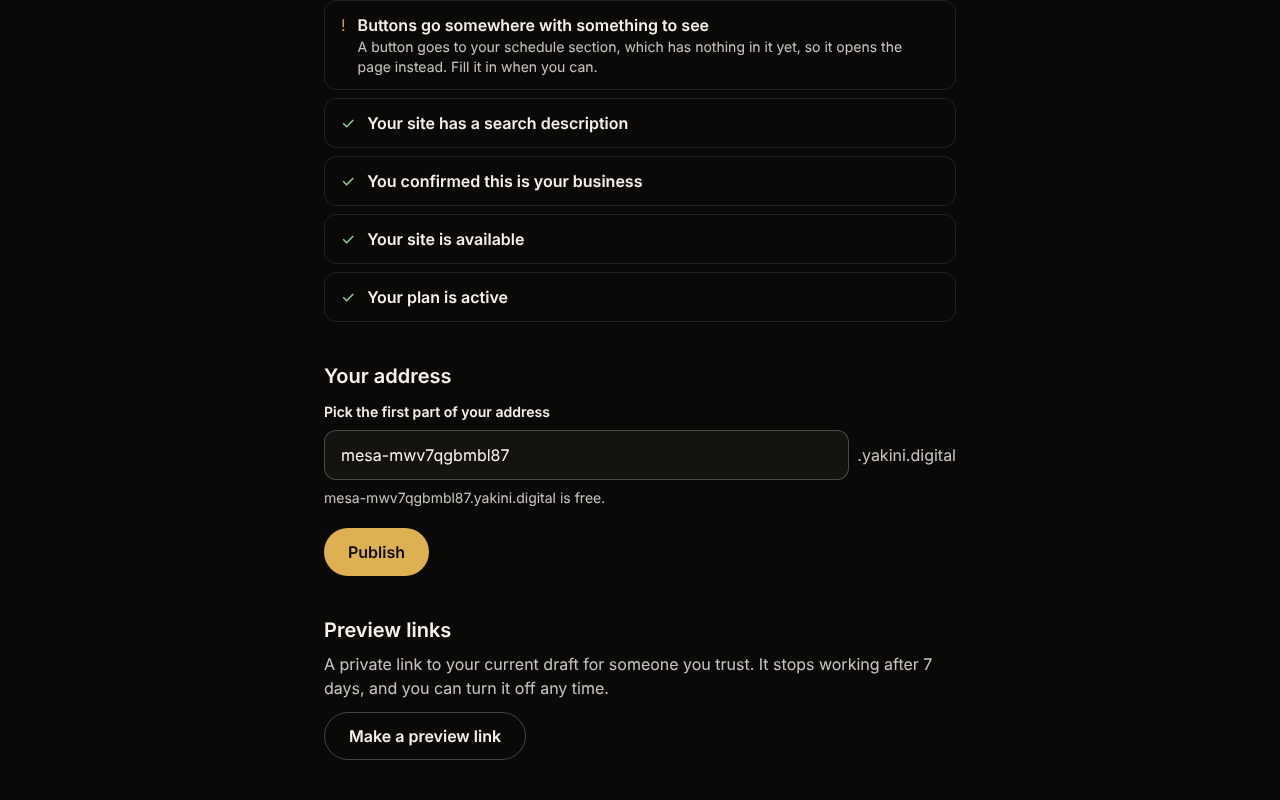 ! Buttons go somewhere with something to see
A button goes to your schedule section, which has nothing in it yet, so it opens the
page instead. Fill it in when you can.
✓ Your site has a search description
✓ You confirmed this is your business
✓ Your site is available
✓ Your plan is active
Your address
Pick the first part of your address
mesa-mwv7qgbmbl87 .yakini.digital
mesa-mwv7qgbmbl87.yakini.digital is free.
Publish
Preview links
A private link to your current draft for someone you trust. It stops working after 7
days, and you can turn it off any time.
Make a preview link